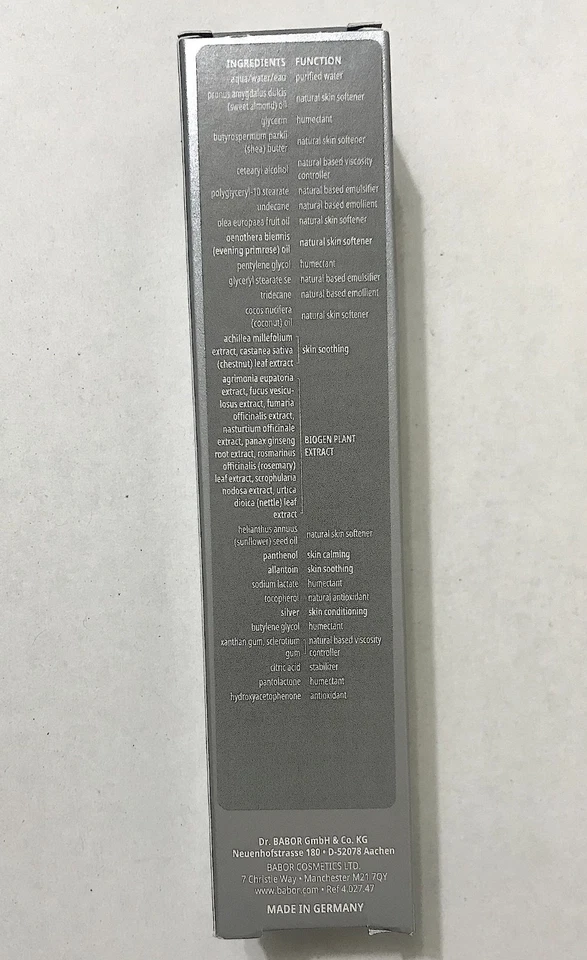 INGREDIENTS FUNCTION
aqua/water/eau purified water
prunus amygdalus dulcis
(sweet almond) oil natural skin softener
glycerin humectant
butyrospermum parkii
(shea) butter natural skin softener
cetearyl alcohol natural based viscosity
controller
polyglyceryl-10 stearate natural based emulsifier
undecane natural based emollient
olea europaea fruit oil natural skin softener
oenothera biennis
(evening primrose) oil natural skin softener
pentylene glycol humectant
glyceryl stearate se natural based emulsifier
tridecane natural based emollient
cocos nucifera
(coconut) oil natural skin softener
achillea millefolium
extract, castanea sativa skin soothing
(chestnut) leaf extract
agrimonia eupatoria
extract, fucus vesicu-
losus extract, fumaria
officinalis extract,
nasturtium officinale
extract, panax ginseng BIOGEN PLANT
root extract, rosmarinus EXTRACT
officinalis (rosemary)
leaf extract, scrophularia
nodosa extract, urtica
dioica (nettle) leaf
extract
helianthus annuus
(sunflower) seed oil natural skin softener
panthenol skin calming
allantoin skin soothing
sodium lactate humectant
tocopherol natural antioxidant
silver skin conditioning
butylene glycol humectant
xanthan gum, sclerotium natural based viscosity
gum controller
citric acid stabilizer
pantolactone humectant
hydroxyacetophenone antioxidant
Dr. BABOR GmbH & Co. KG
Neuenhofstrasse 180 • D-52078 Aachen
BABOR COSMETICS LTD.
7 Christie Way • Manchester M21 7QY
www.babor.com • Ref 4.027.47
MADE IN GERMANY